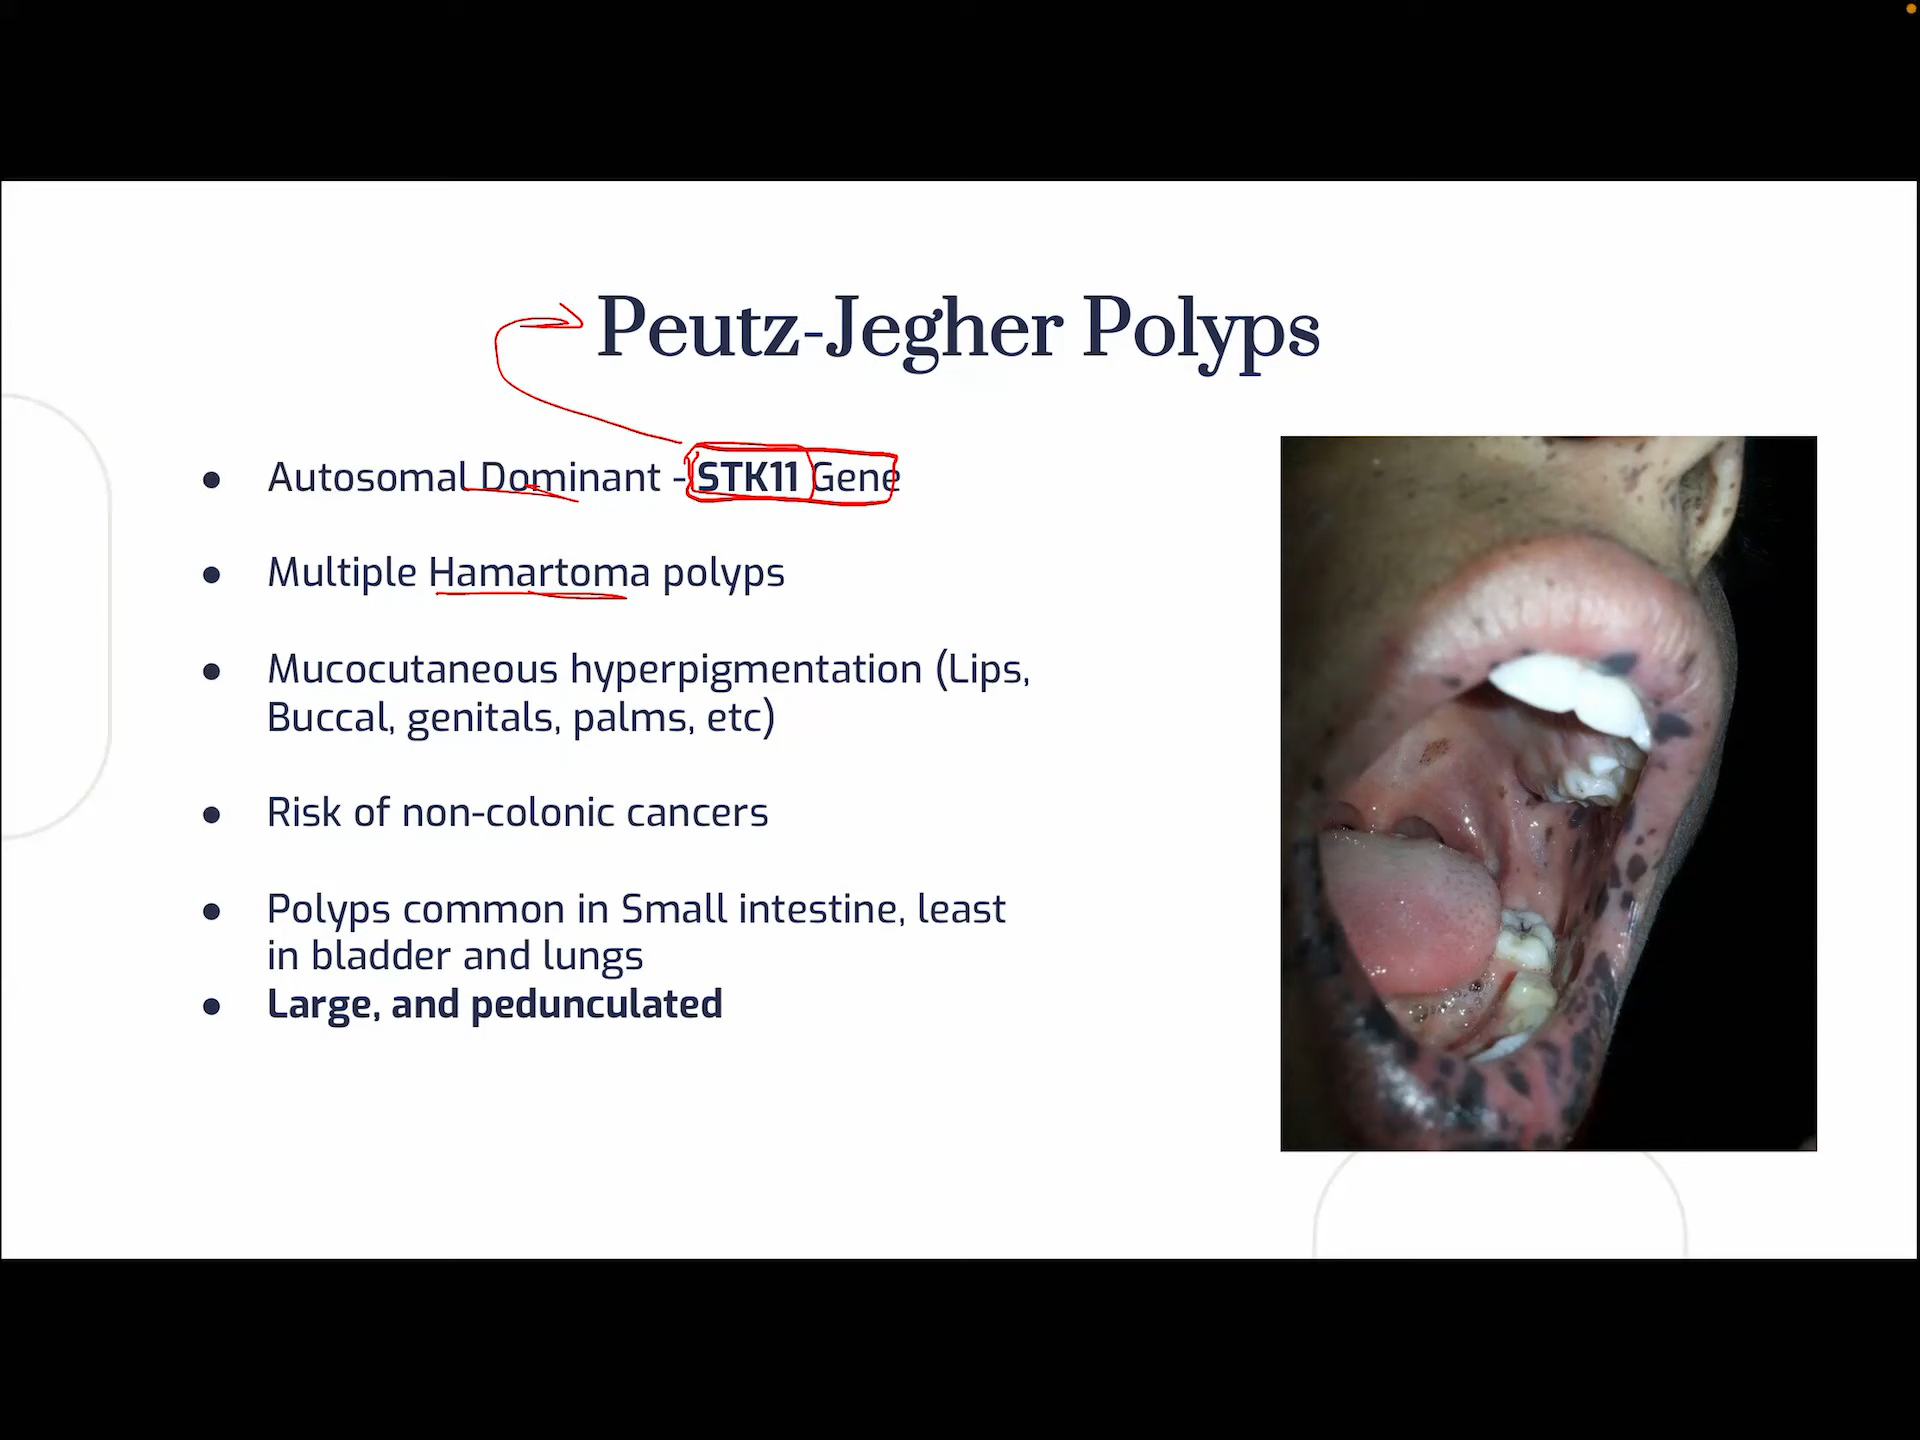 Peutz-Jegher Polyps
● Autosomal Dominant - STK11 Gene
● Multiple Hamartoma polyps
● Mucocutaneous hyperpigmentation (Lips,
Buccal, genitals, palms, etc)
● Risk of non-colonic cancers
● Polyps common in Small intestine, least
in bladder and lungs
● Large, and pedunculated